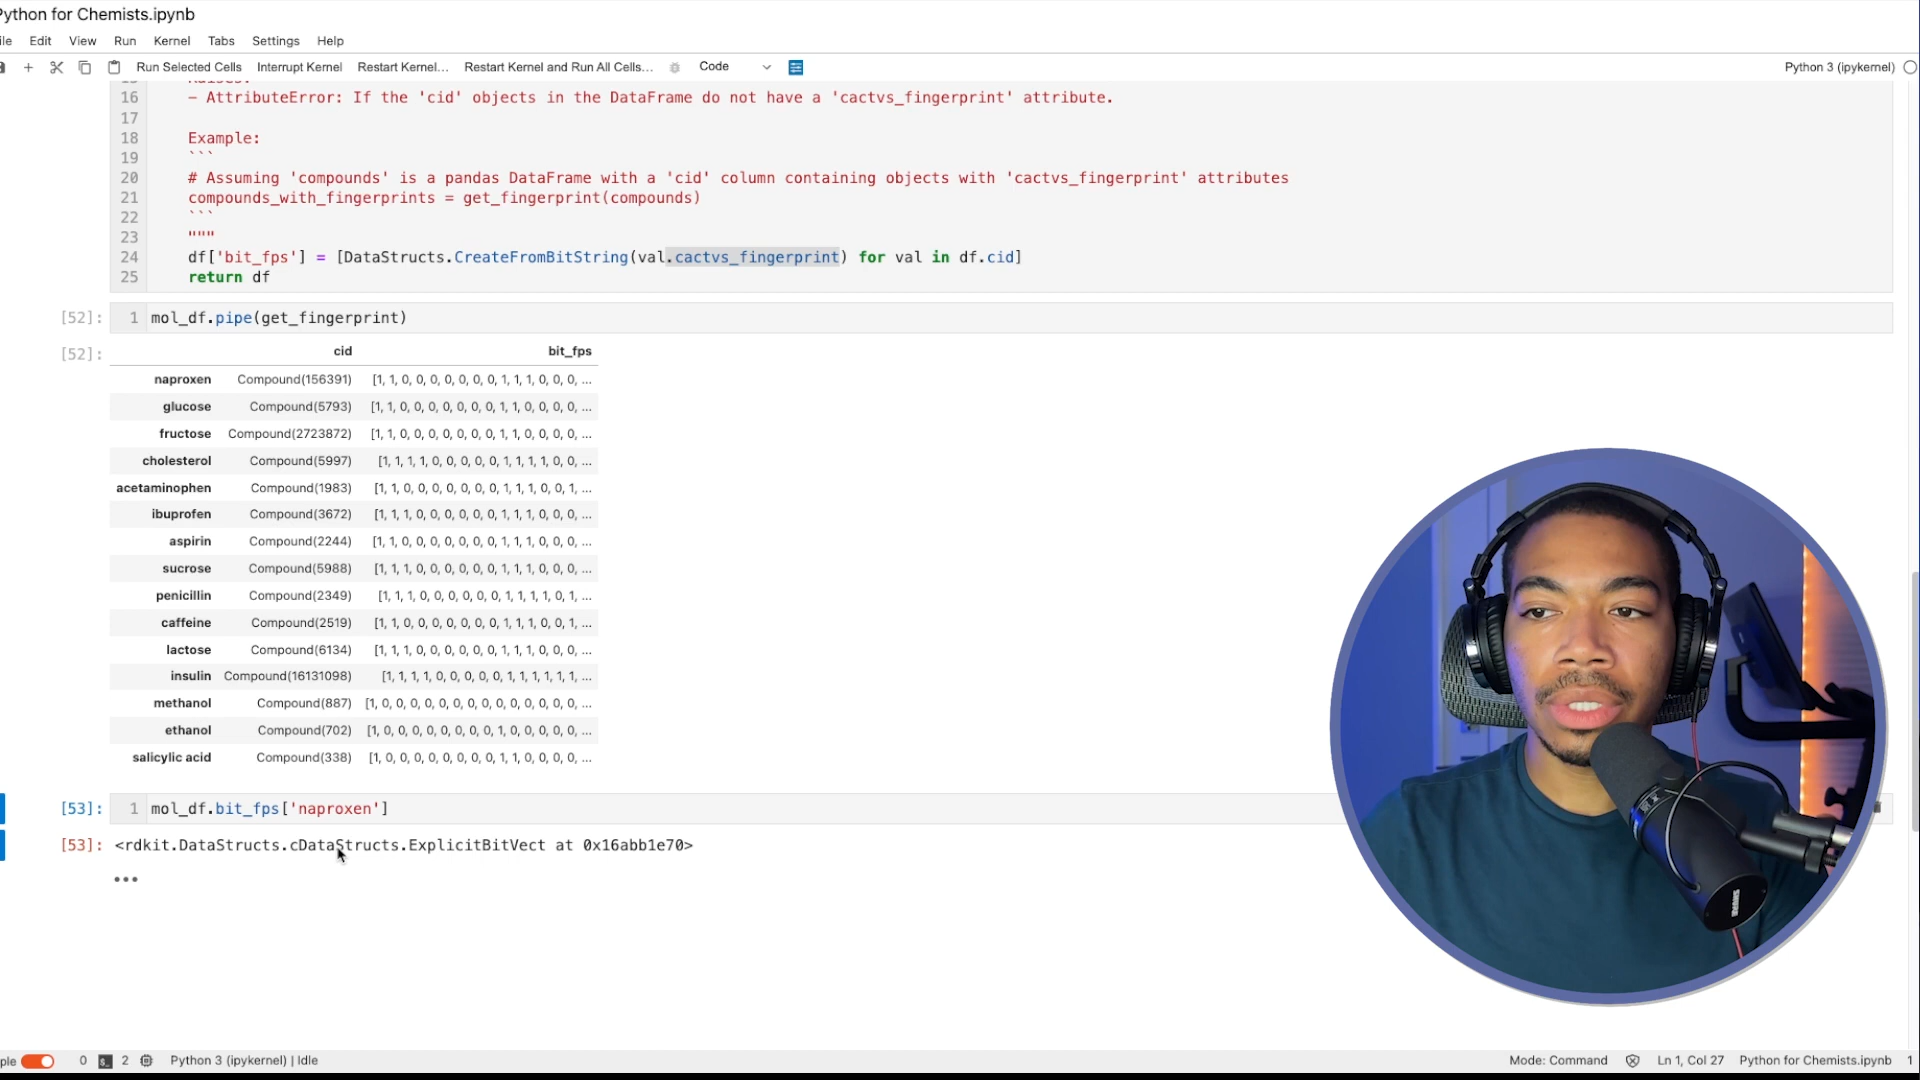 Python for Chemists.ipynb
ile Edit View Run Kernel Tabs Settings Help
Run Selected Cells Interrupt Kernel Restart Kernel... Restart Kernel and Run All Cells... Code Python 3 (ipykernel)
16 - AttributeError: If the 'cid' objects in the DataFrame do not have a 'cactvs_fingerprint' attribute.
17
18 Example:
19 ```
20 # Assuming 'compounds' is a pandas DataFrame with a 'cid' column containing objects with 'cactvs_fingerprint' attributes
21 compounds_with_fingerprints = get_fingerprint(compounds)
22 ```
23 """
24 df['bit_fps'] = [DataStructs.CreateFromBitString(val.cactvs_fingerprint) for val in df.cid]
25 return df
[52]: 1 mol_df.pipe(get_fingerprint)
[52]: cid bit_fps
naproxen Compound(156391) [1, 1, 0, 0, 0, 0, 0, 0, 0, 1, 1, 1, 0, 0, 0, ...
glucose Compound(5793) [1, 1, 0, 0, 0, 0, 0, 0, 0, 1, 1, 0, 0, 0, 0, ...
fructose Compound(2723872) [1, 1, 0, 0, 0, 0, 0, 0, 0, 1, 1, 0, 0, 0, 0, ...
cholesterol Compound(5997) [1, 1, 1, 1, 0, 0, 0, 0, 0, 1, 1, 1, 1, 0, 0, ...
acetaminophen Compound(1983) [1, 1, 0, 0, 0, 0, 0, 0, 0, 1, 1, 1, 0, 0, 1, ...
ibuprofen Compound(3672) [1, 1, 1, 0, 0, 0, 0, 0, 0, 1, 1, 1, 0, 0, 0, ...
aspirin Compound(2244) [1, 1, 0, 0, 0, 0, 0, 0, 0, 1, 1, 1, 0, 0, 0, ...
sucrose Compound(5988) [1, 1, 1, 0, 0, 0, 0, 0, 0, 1, 1, 1, 0, 0, 0, ...
penicillin Compound(2349) [1, 1, 1, 0, 0, 0, 0, 0, 0, 1, 1, 1, 1, 0, 1, ...
caffeine Compound(2519) [1, 1, 0, 0, 0, 0, 0, 0, 0, 1, 1, 1, 0, 0, 1, ...
lactose Compound(6134) [1, 1, 1, 0, 0, 0, 0, 0, 0, 1, 1, 1, 0, 0, 0, ...
insulin Compound(16131098) [1, 1, 1, 1, 0, 0, 0, 0, 0, 1, 1, 1, 1, 1, 1, ...
methanol Compound(887) [1, 0, 0, 0, 0, 0, 0, 0, 0, 0, 0, 0, 0, 0, 0, ...
ethanol Compound(702) [1, 0, 0, 0, 0, 0, 0, 0, 0, 1, 0, 0, 0, 0, 0, ...
salicylic acid Compound(338) [1, 0, 0, 0, 0, 0, 0, 0, 0, 1, 1, 0, 0, 0, 0, ...
[53]: 1 mol_df.bit_fps['naproxen']
[53]: <rdkit.DataStructs.cDataStructs.ExplicitBitVect at 0x16abb1e70>
•••
SHURE
ple 0 2 Python 3 (ipykernel) | Idle Mode: Command Ln 1, Col 27 Python for Chemists.ipynb 1